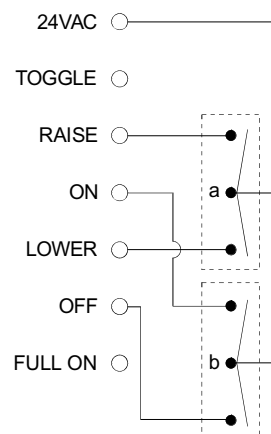 24VAC
TOGGLE
RAISE
a
ON
LOWER
OFF
b
FULL ON